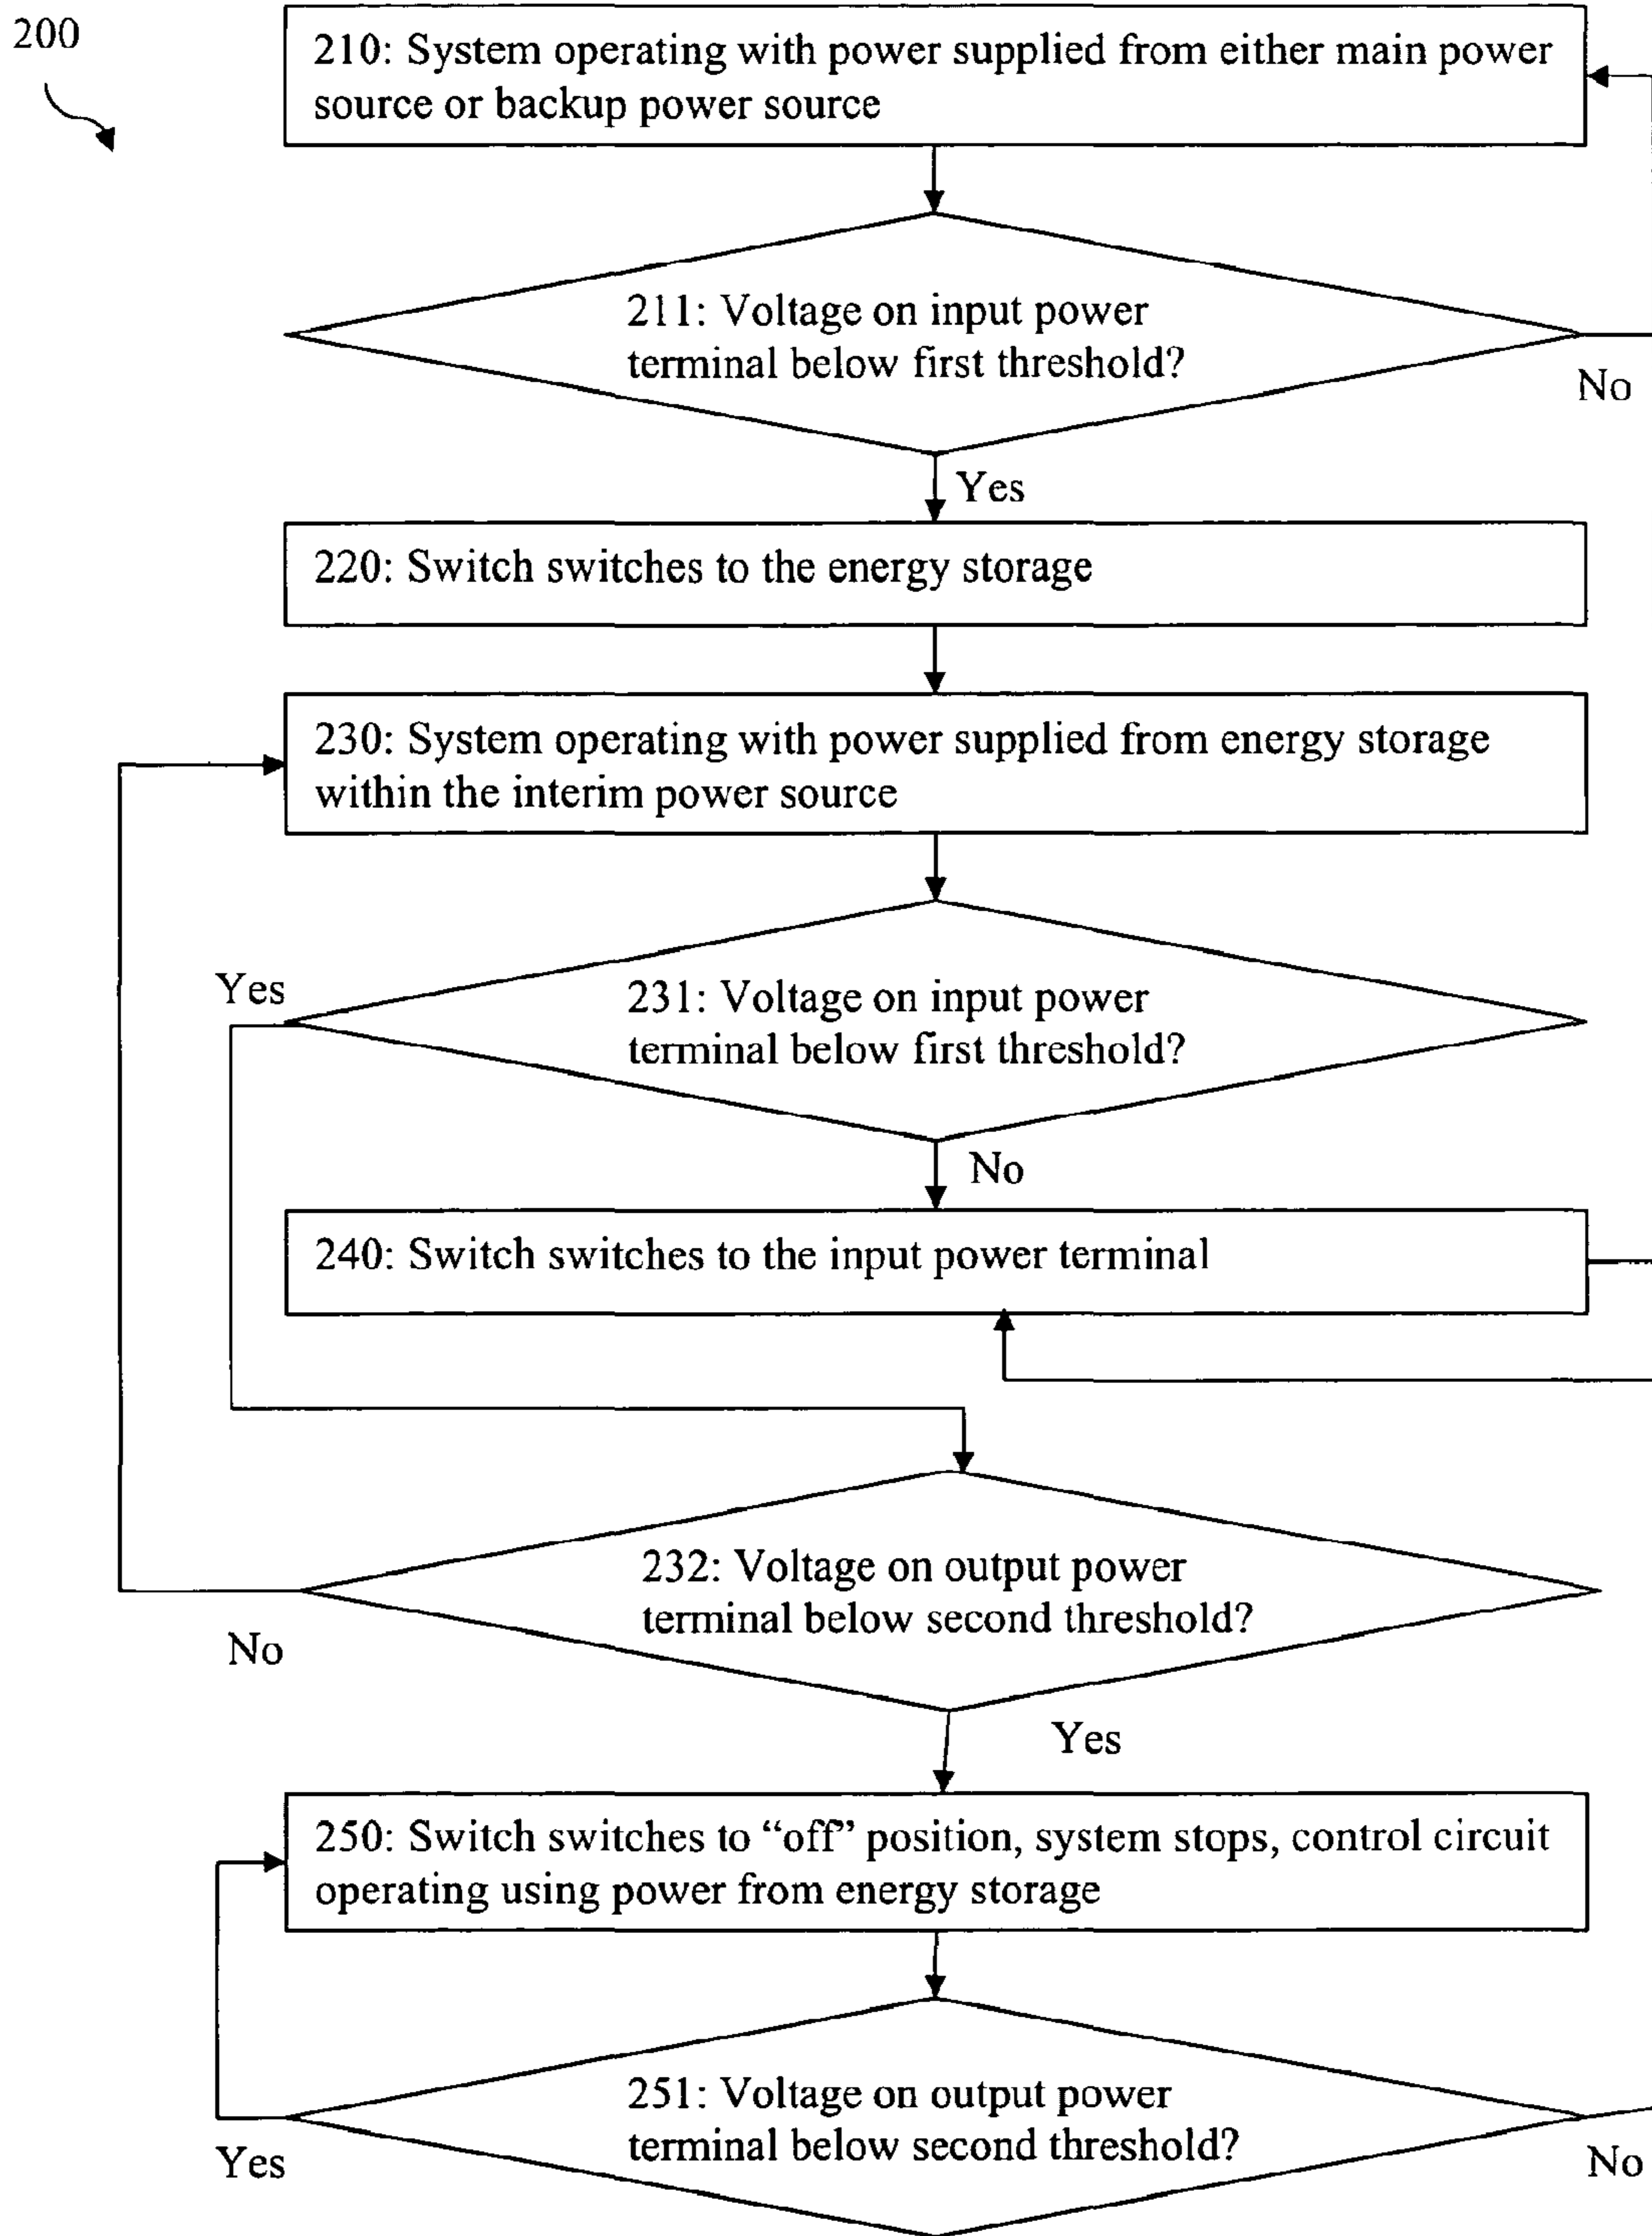 200
210: System operating with power supplied from either main power
source or backup power source
211: Voltage on input power
terminal below first threshold?
No
Yes
220: Switch switches to the energy storage
230: System operating with power supplied from energy storage
within the interim power source
Yes
231: Voltage on input power
terminal below first threshold?
No
240: Switch switches to the input power terminal
232: Voltage on output power
terminal below second threshold?
No
Yes
250: Switch switches to “off” position, system stops, control circuit
operating using power from energy storage
251: Voltage on output power
terminal below second threshold?
Yes
No